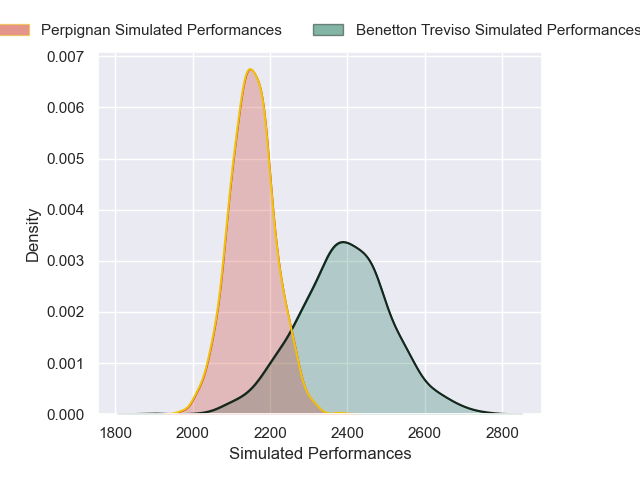 Perpignan Simulated Performances
Benetton Treviso Simulated Performances
0.007
0.006
0.005
0.004
0.003
0.002
0.001
0.000
Density
1800 2000 2200 2400 2600 2800
Simulated Performances